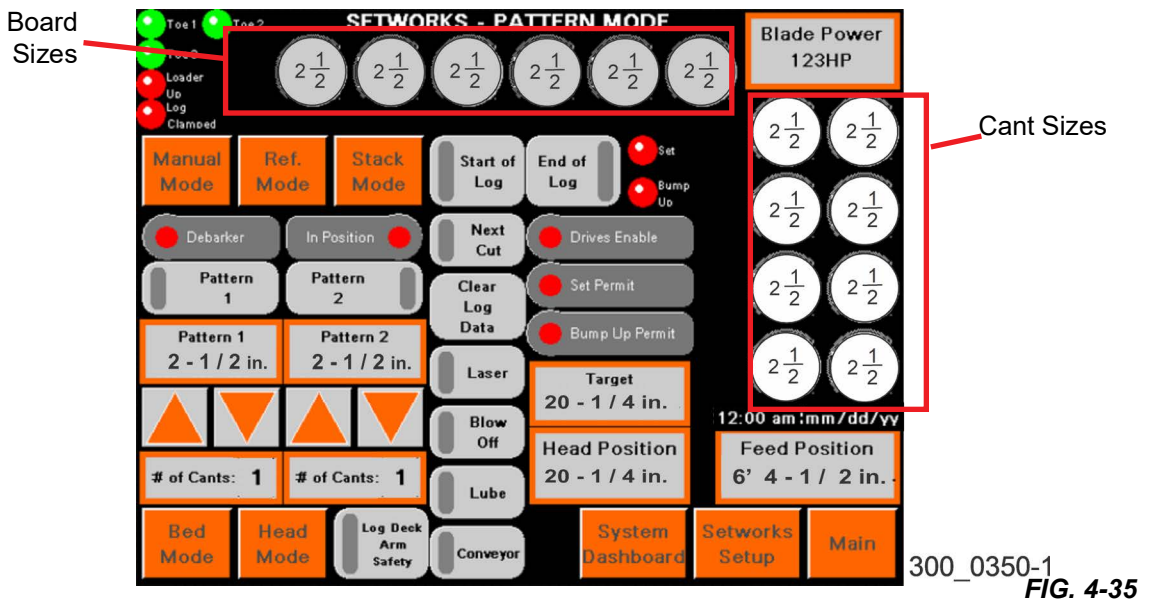 Board
Sizes
SETWORKS - PATTERN MODE
Toe 1
Toe 2
Loader
Up
Log
Clamped
2 1/2 2 1/2 2 1/2 2 1/2 2 1/2 2 1/2
Blade Power
123HP
Cant Sizes
2 1/2 2 1/2
2 1/2 2 1/2
2 1/2 2 1/2
2 1/2 2 1/2
Manual
Mode
Ref.
Mode
Stack
Mode
Start of
Log
End of
Log
Set
Bump
Up
Debarker
In Position
Next
Cut
Drives Enable
Pattern
1
Pattern
2
Clear
Log
Data
Set Permit
Bump Up Permit
Pattern 1
2 - 1 / 2 in.
Pattern 2
2 - 1 / 2 in.
Laser
Target
20 - 1 / 4 in.
Blow
Off
12:00 am:mm/dd/yy
Head Position
20 - 1 / 4 in.
Feed Position
6’ 4 - 1 / 2 in.
# of Cants: 1
# of Cants: 1
Lube
Bed
Mode
Head
Mode
Log Deck
Arm
Safety
Conveyor
System
Dashboard
Setworks
Setup
Main
300_0350-1
FIG. 4-35